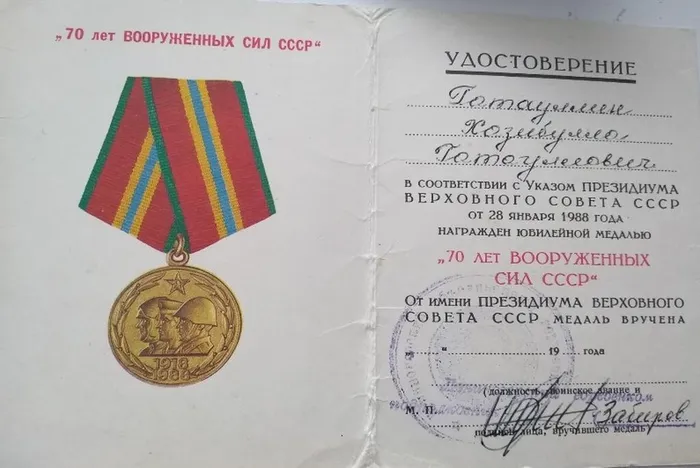 „70 лет ВООРУЖЕННЫХ СИЛ СССР“
1918
1988
УДОСТОВЕРЕНИЕ
Гатауллин
В СООТВЕТСТВИИ С УКАЗОМ ПРЕЗИДИУМА
ВЕРХОВНОГО СОВЕТА СССР
ОТ 28 ЯНВАРЯ 1988 ГОДА
НАГРАЖДЕН ЮБИЛЕЙНОЙ МЕДАЛЬЮ
„70 ЛЕТ ВООРУЖЕННЫХ
СИЛ СССР“
ОТ ИМЕНИ ПРЕЗИДИУМА ВЕРХОВНОГО
СОВЕТА СССР МЕДАЛЬ ВРУЧЕНА
„ “ 19 года
(должность, воинское звание и
М. П. Загиров
подпись лица, вручившего медаль)